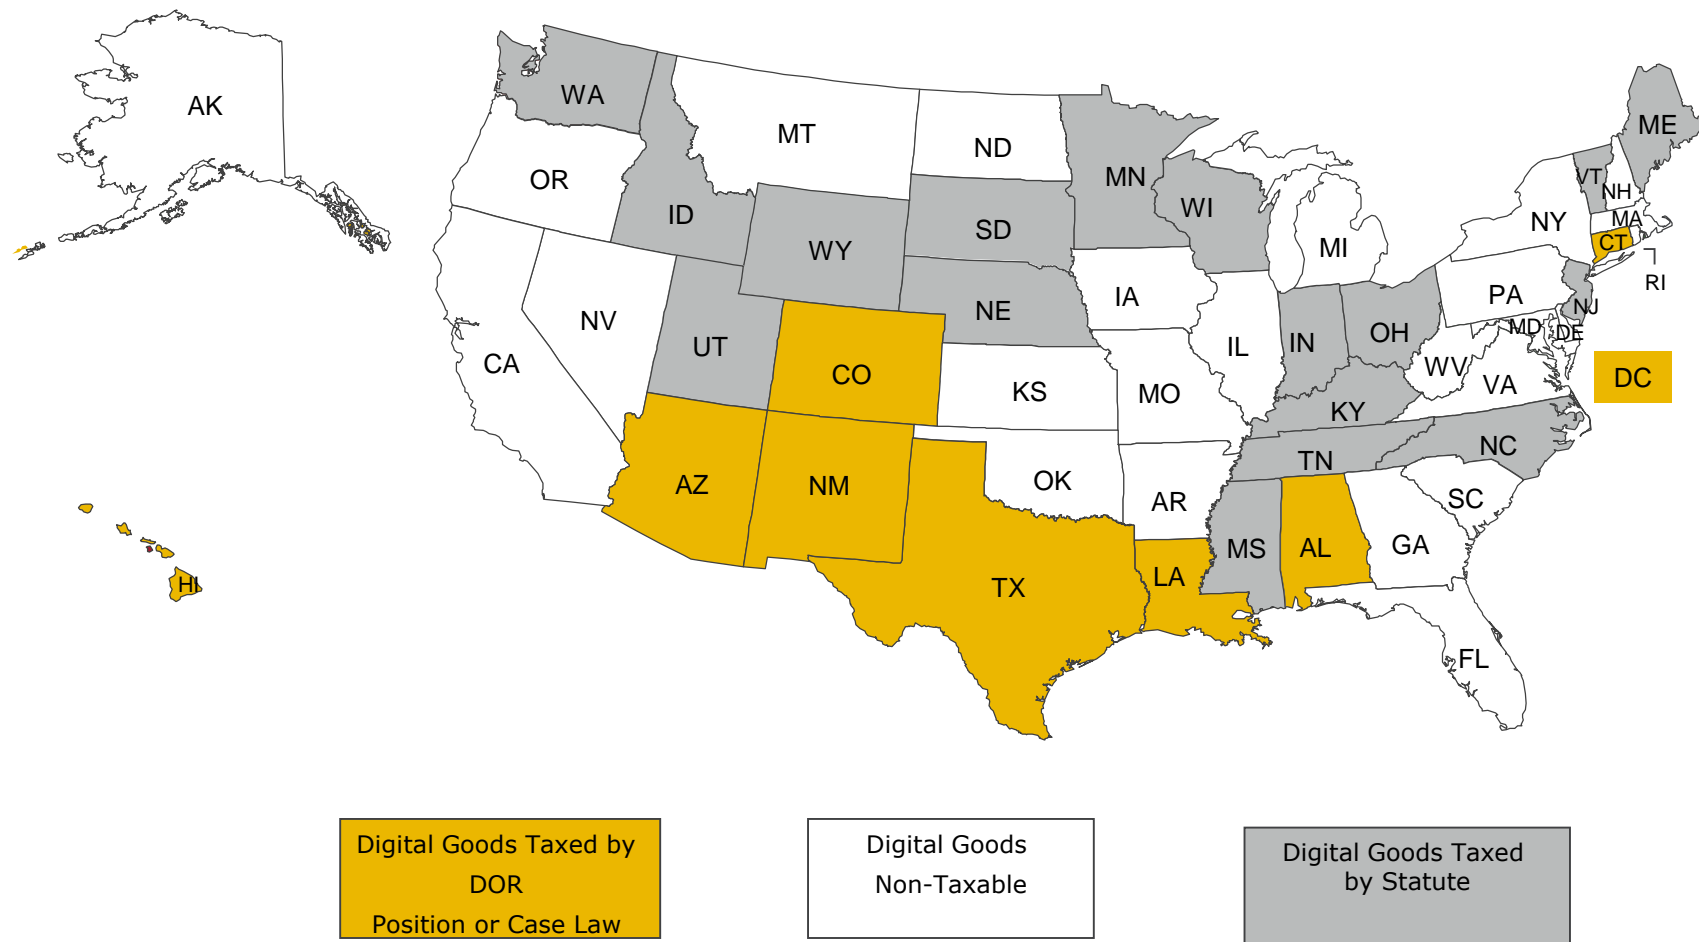 AK
WA
MT
ND
MN
ME
VT
NH
OR
ID
SD
WI
NY
MA
MI
CT
WY
RI
IA
PA
NE
NJ
NV
UT
IN
OH
MD
DE
IL
CA
CO
WV
VA
DC
KS
MO
KY
NC
TN
AZ
NM
OK
AR
SC
MS
AL
GA
HI
LA
TX
FL
Digital Goods Taxed by
DOR
Position or Case Law
Digital Goods
Non-Taxable
Digital Goods Taxed
by Statute